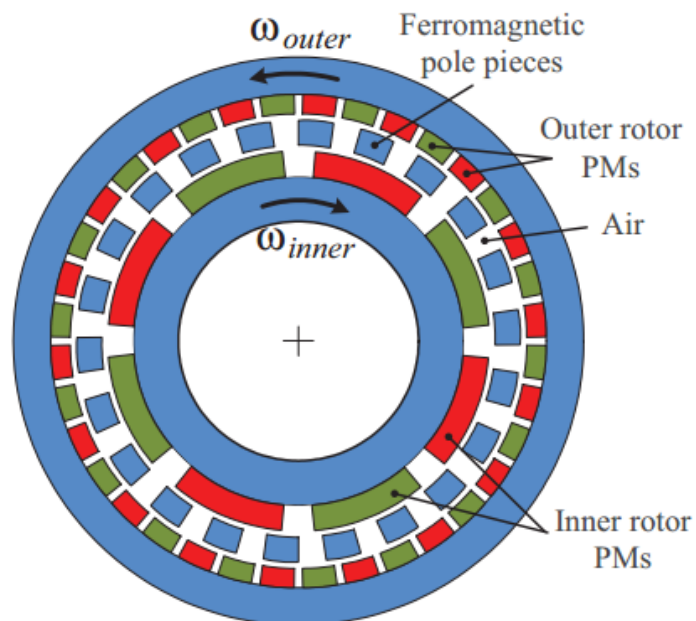 ω outer
Ferromagnetic
pole pieces
Outer rotor
PMs
Air
ω inner
Inner rotor
PMs